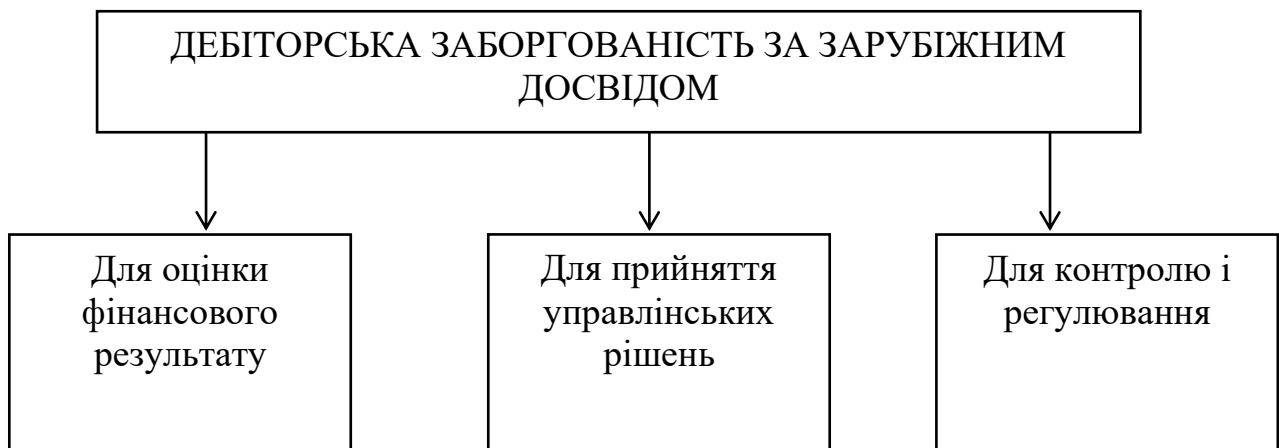 ДЕБІТОРСЬКА ЗАБОРГОВАНІСТЬ ЗА ЗАРУБІЖНИМ
ДОСВІДОМ
Для оцінки
фінансового
результату
Для прийняття
управлінських
рішень
Для контролю і
регулювання